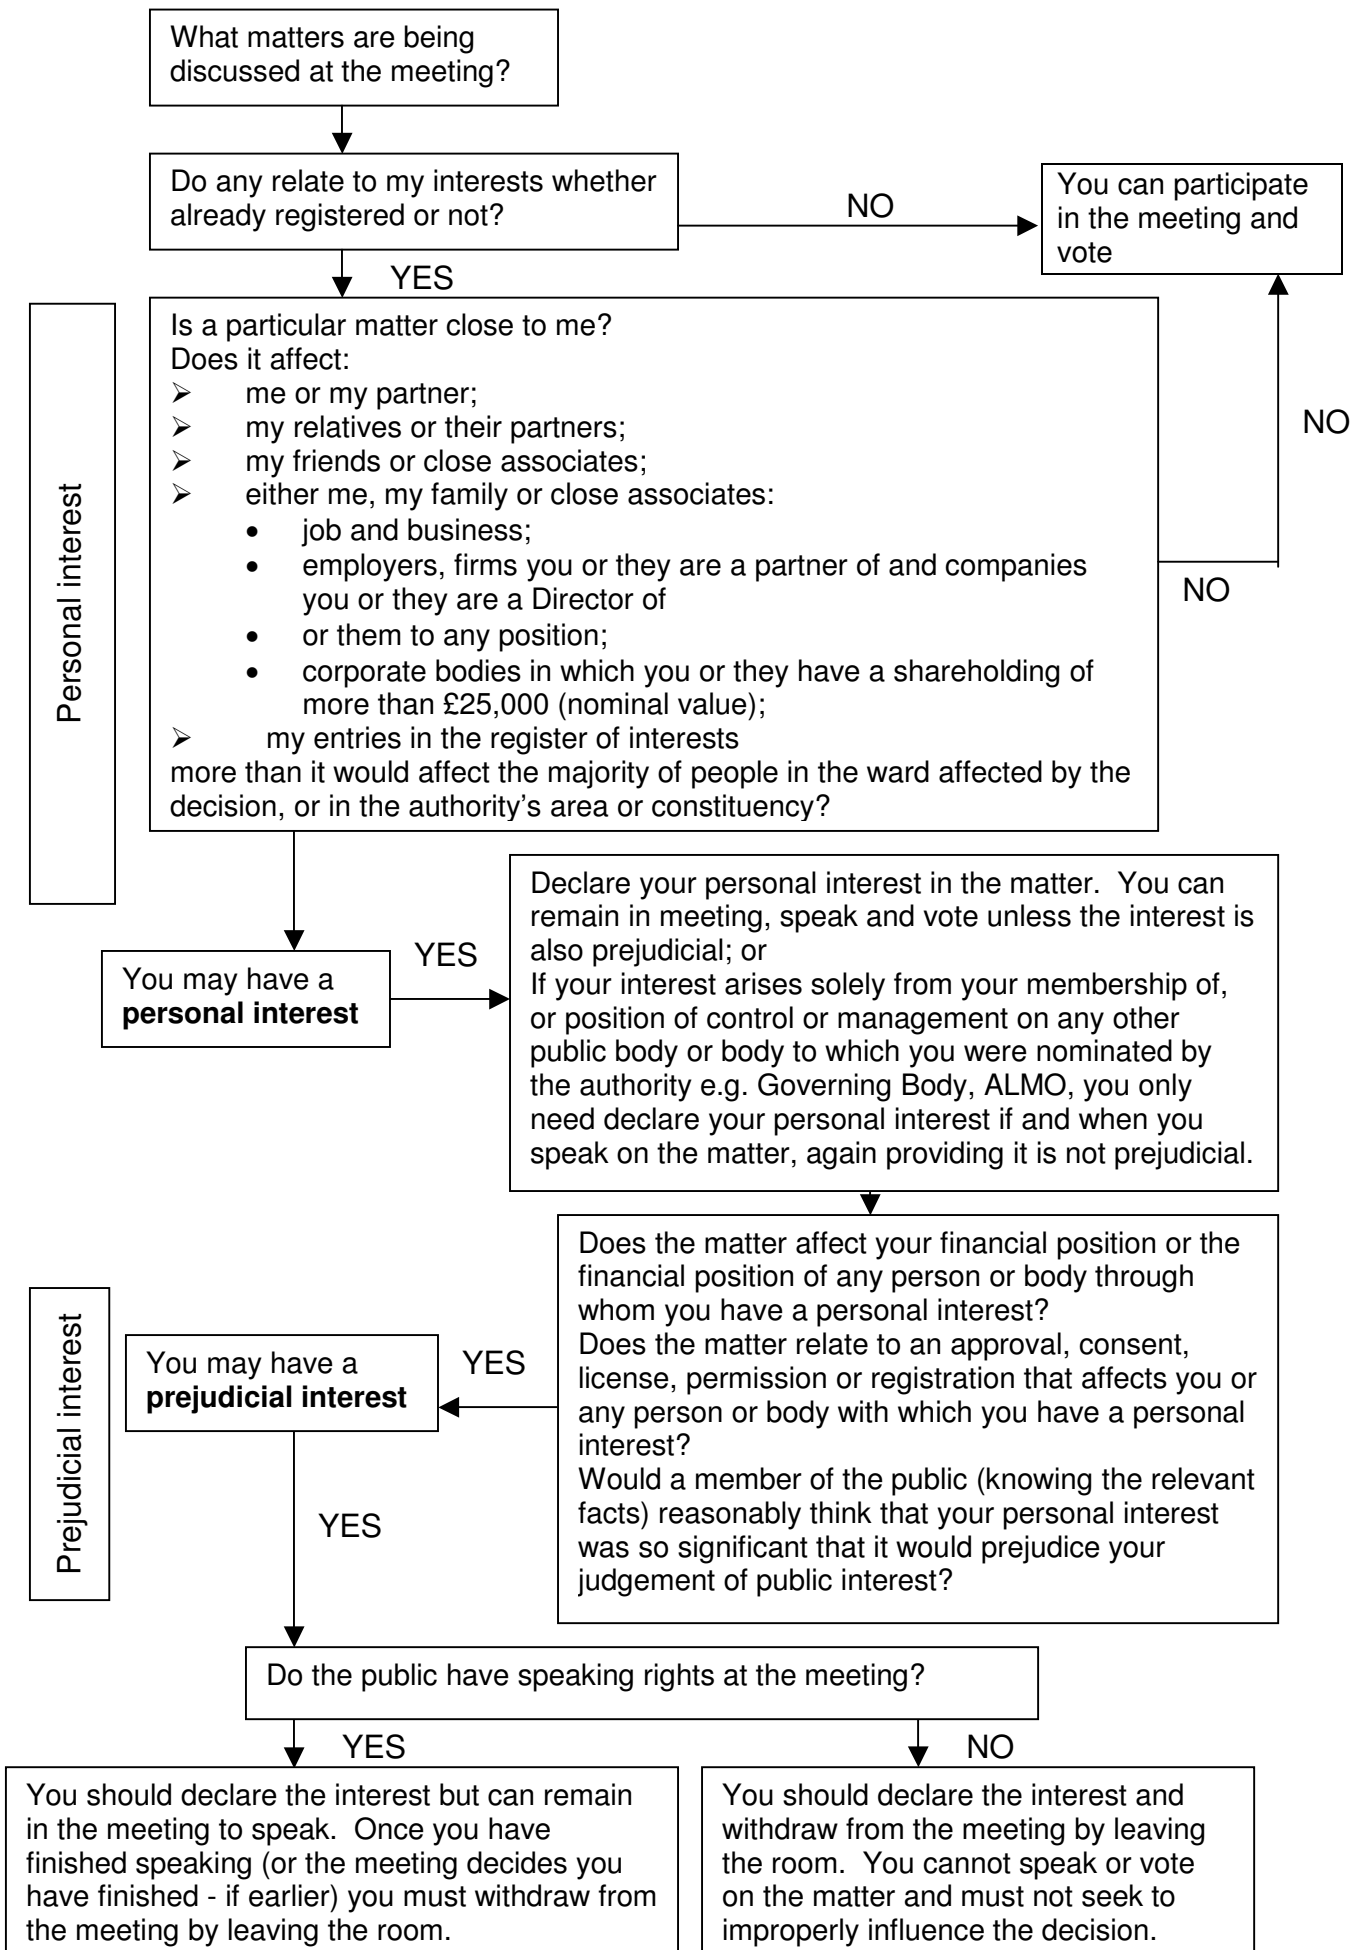 What matters are being
discussed at the meeting?
Do any relate to my interests whether
already registered or not?
NO
You can participate
in the meeting and
vote
YES
Personal interest
Is a particular matter close to me?
Does it affect:
➢ me or my partner;
➢ my relatives or their partners;
➢ my friends or close associates;
➢ either me, my family or close associates:
• job and business;
• employers, firms you or they are a partner of and companies
you or they are a Director of
• or them to any position;
• corporate bodies in which you or they have a shareholding of
more than £25,000 (nominal value);
➢ my entries in the register of interests
more than it would affect the majority of people in the ward affected by the
decision, or in the authority’s area or constituency?
NO
NO
You may have a
personal interest
YES
Declare your personal interest in the matter. You can
remain in meeting, speak and vote unless the interest is
also prejudicial; or
If your interest arises solely from your membership of,
or position of control or management on any other
public body or body to which you were nominated by
the authority e.g. Governing Body, ALMO, you only
need declare your personal interest if and when you
speak on the matter, again providing it is not prejudicial.
Prejudicial interest
Does the matter affect your financial position or the
financial position of any person or body through
whom you have a personal interest?
Does the matter relate to an approval, consent,
license, permission or registration that affects you or
any person or body with which you have a personal
interest?
Would a member of the public (knowing the relevant
facts) reasonably think that your personal interest
was so significant that it would prejudice your
judgement of public interest?
YES
You may have a
prejudicial interest
YES
Do the public have speaking rights at the meeting?
YES
NO
You should declare the interest but can remain
in the meeting to speak. Once you have
finished speaking (or the meeting decides you
have finished - if earlier) you must withdraw from
the meeting by leaving the room.
You should declare the interest and
withdraw from the meeting by leaving
the room. You cannot speak or vote
on the matter and must not seek to
improperly influence the decision.